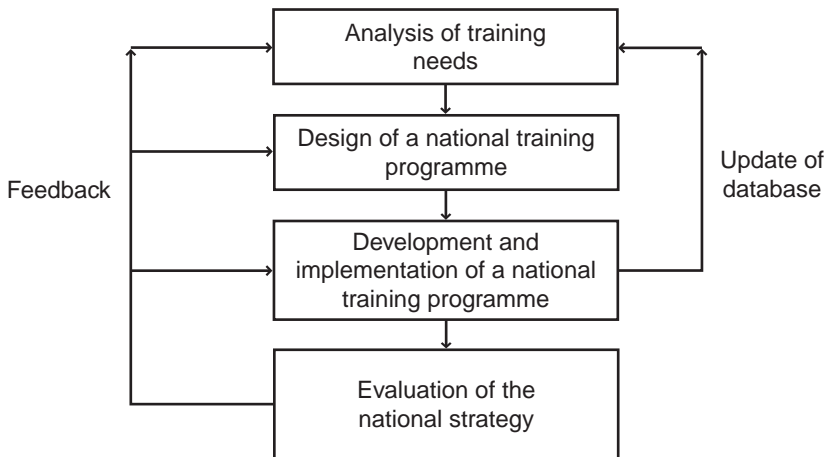 Analysis of training
needs
Design of a national training
programme
Feedback
Update of
database
Development and
implementation of a national
training programme
Evaluation of the
national strategy